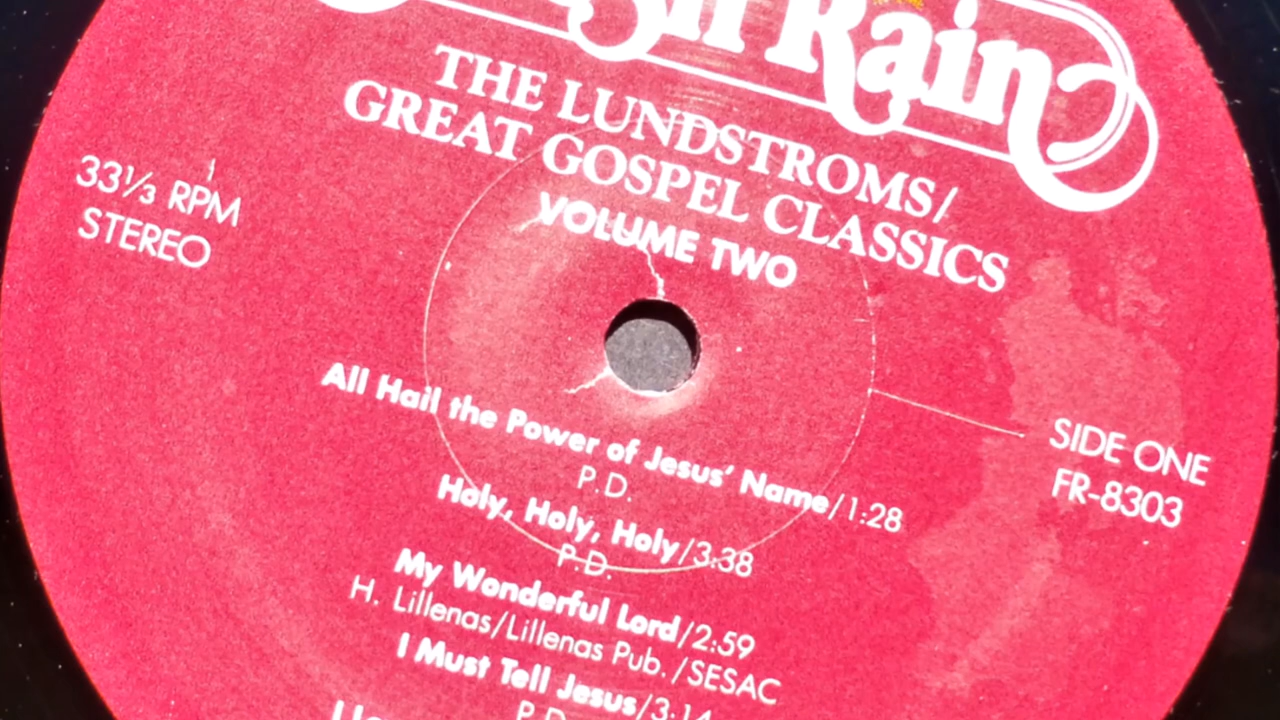 Rain
THE LUNDSTROMS/
GREAT GOSPEL CLASSICS
VOLUME TWO
33⅓ RPM
STEREO
SIDE ONE
FR-8303
All Hail the Power of Jesus' Name/1:28
P.D.
Holy, Holy, Holy/3:38
P.D.
My Wonderful Lord/2:59
H. Lillenas/Lillenas Pub./SESAC
I Must Tell Jesus/3:14
P.D.